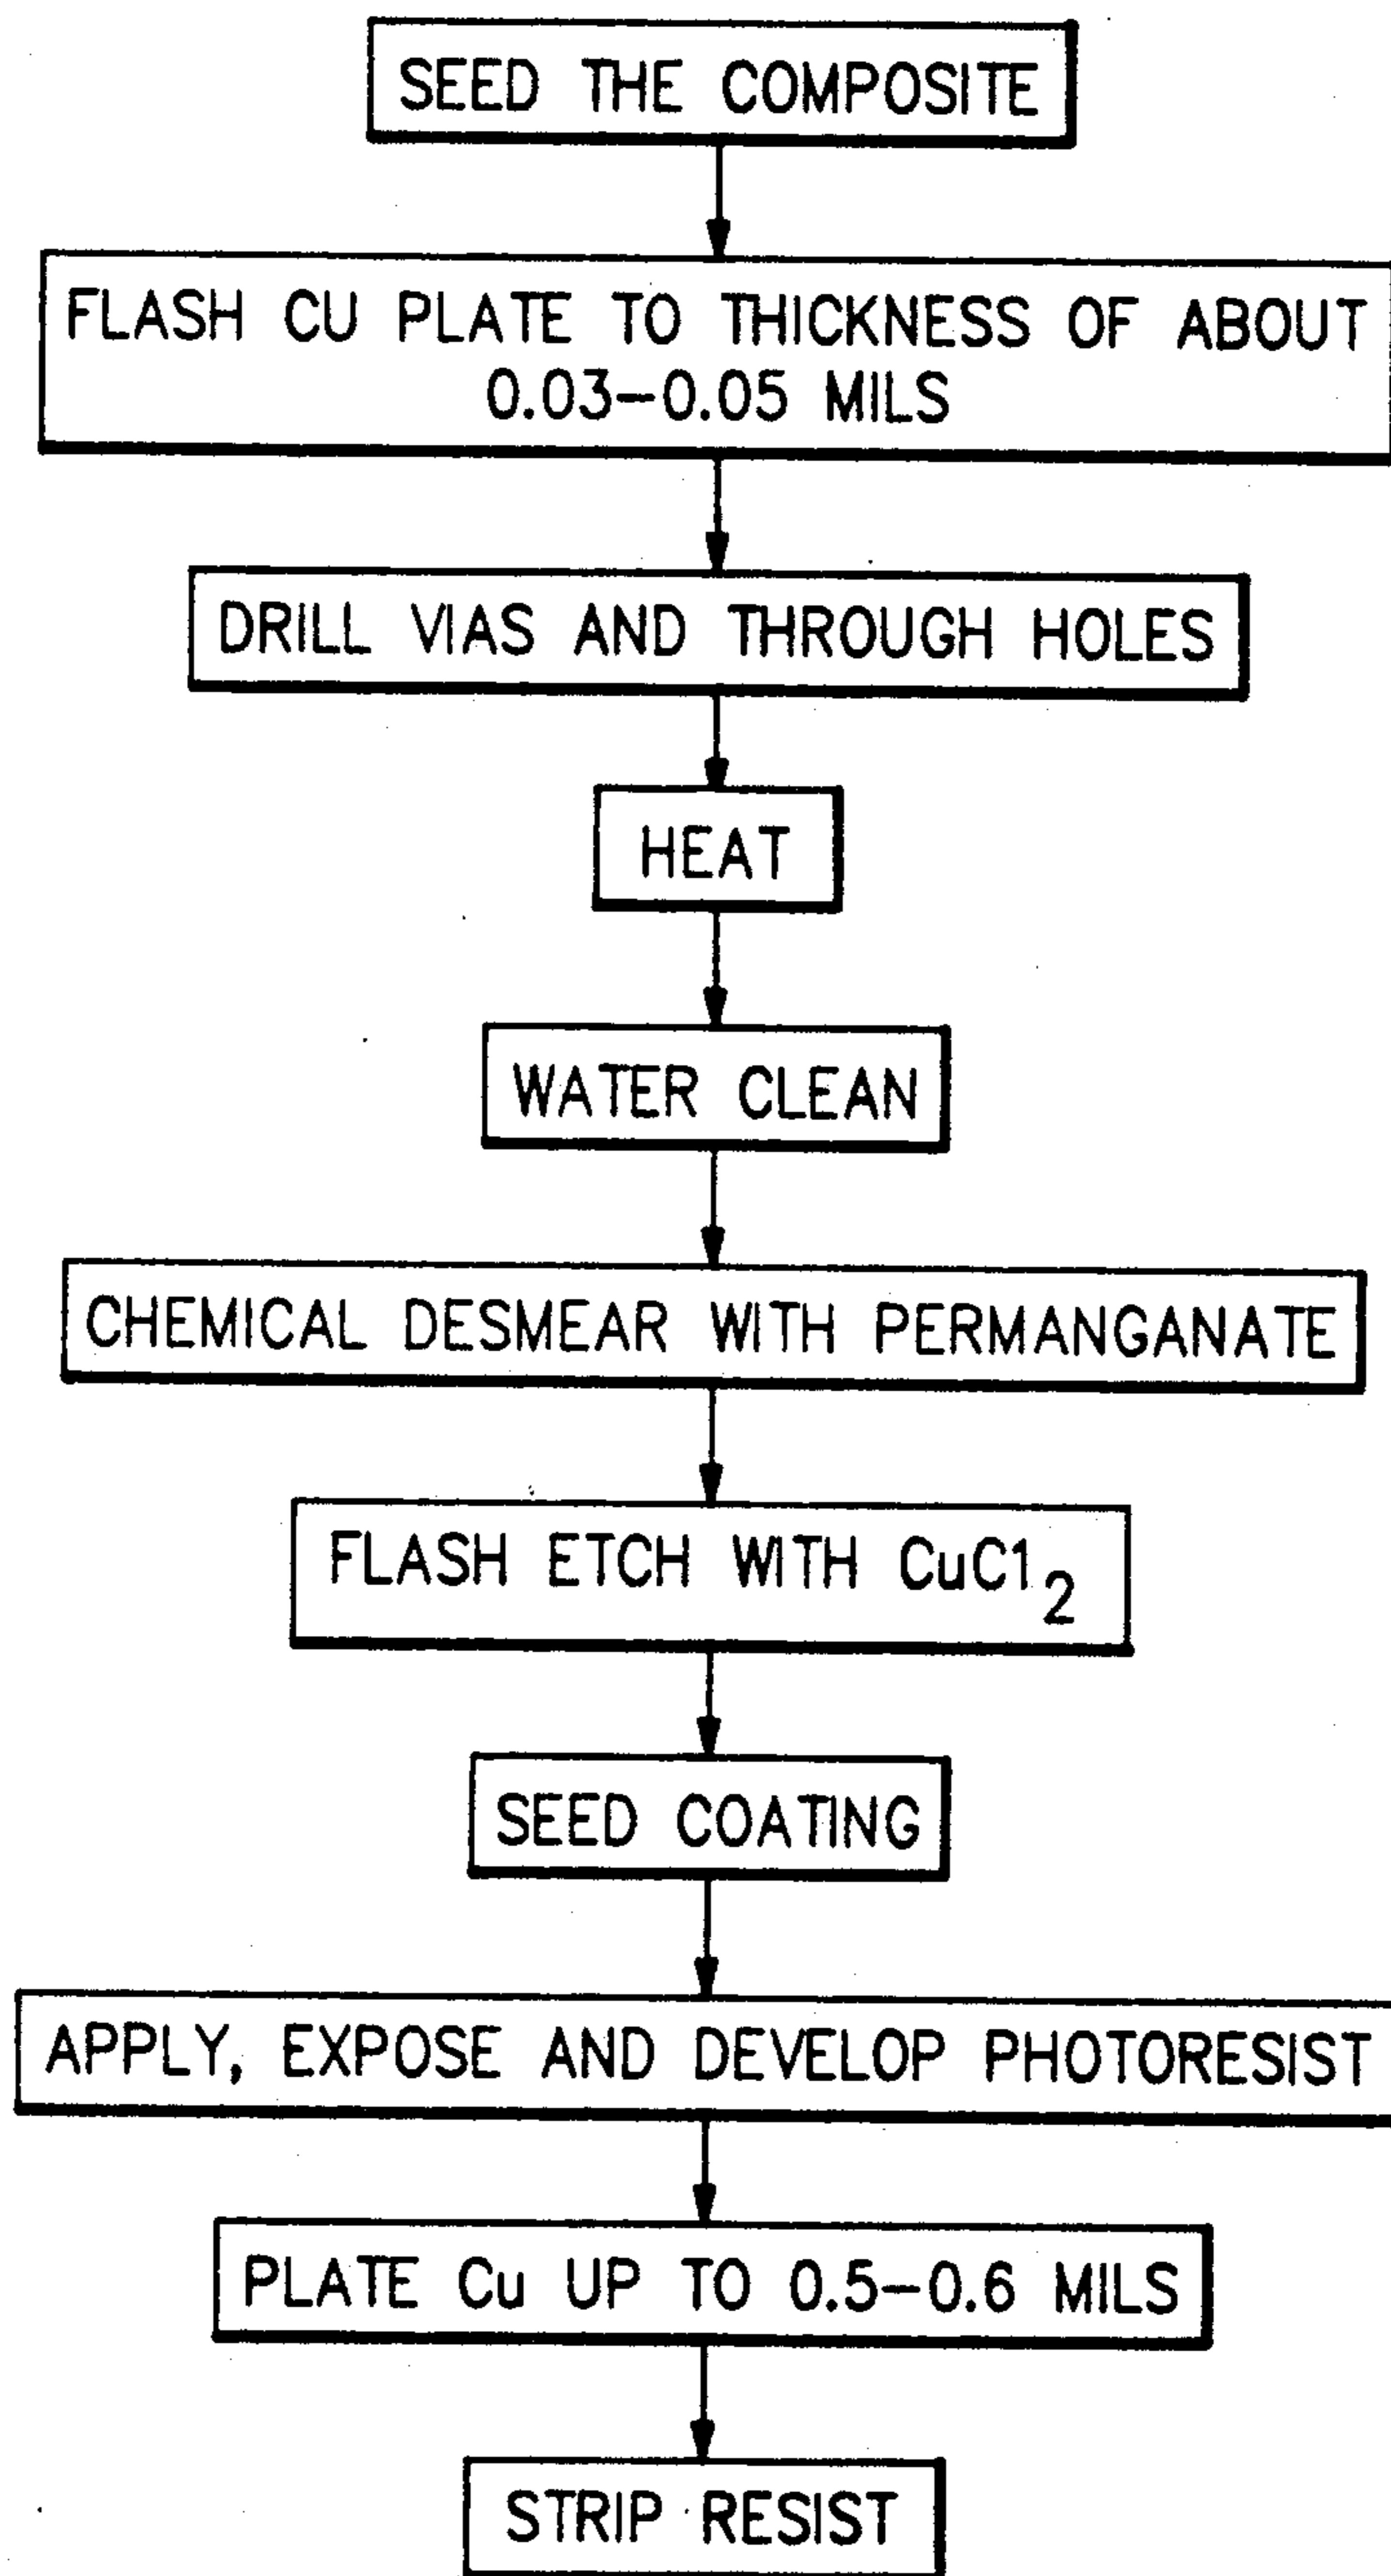 SEED THE COMPOSITE
FLASH CU PLATE TO THICKNESS OF ABOUT
0.03-0.05 MILS
DRILL VIAS AND THROUGH HOLES
HEAT
WATER CLEAN
CHEMICAL DESMEAR WITH PERMANGANATE
FLASH ETCH WITH CuC1₂
SEED COATING
APPLY, EXPOSE AND DEVELOP PHOTORESIST
PLATE Cu UP TO 0.5-0.6 MILS
STRIP RESIST